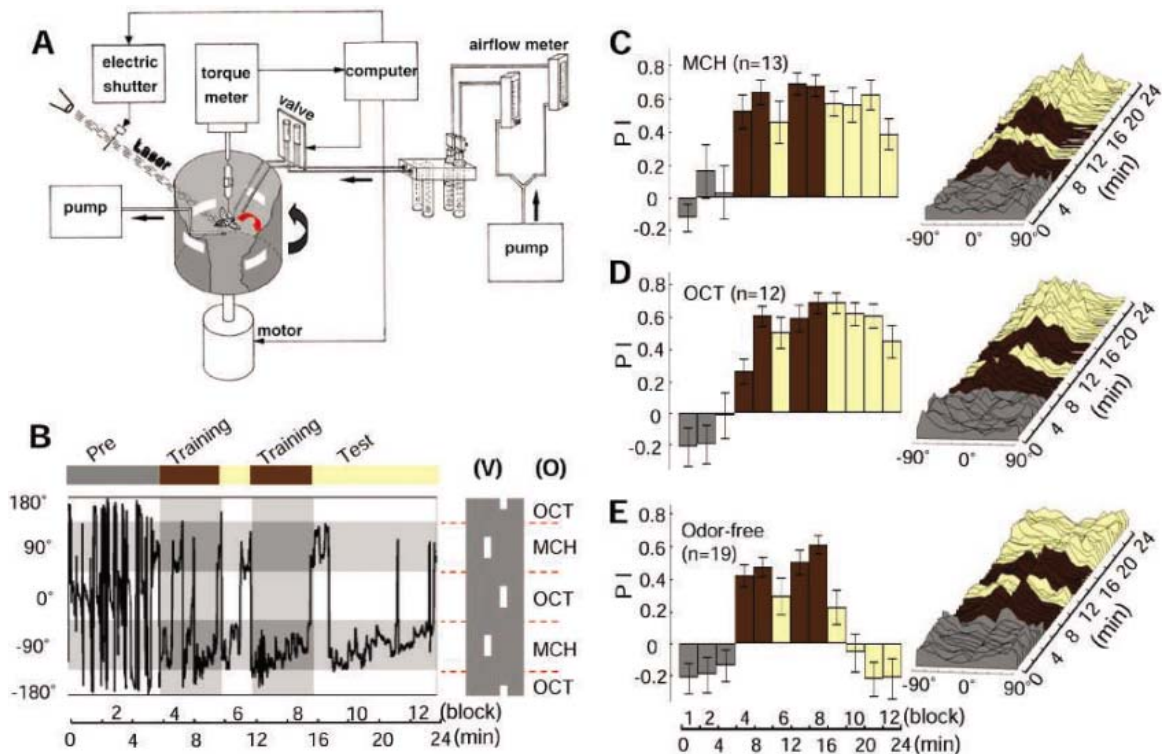 A
electric
shutter
torque
meter
computer
airflow meter
valve
Laser
pump
pump
motor
B
Pre
Training
Training
Test
(V)
(O)
180°
90°
0°
-90°
-180°
OCT
MCH
OCT
MCH
OCT
2 4 6 8 10 12 (block)
0 4 8 12 16 20 24 (min)
C
MCH (n=13)
PI
0.8
0.6
0.4
0.2
0
-0.2
-90° 0° 90°
0 4 8 12 16 20 24
(min)
D
OCT (n=12)
PI
0.8
0.6
0.4
0.2
0
-0.2
-90° 0° 90°
0 4 8 12 16 20 24
(min)
E
Odor-free
(n=19)
PI
0.8
0.6
0.4
0.2
0
-0.2
-90° 0° 90°
0 4 8 12 16 20 24
(min)
1 2 4 6 8 10 12 (block)
0 4 8 12 16 20 24 (min)